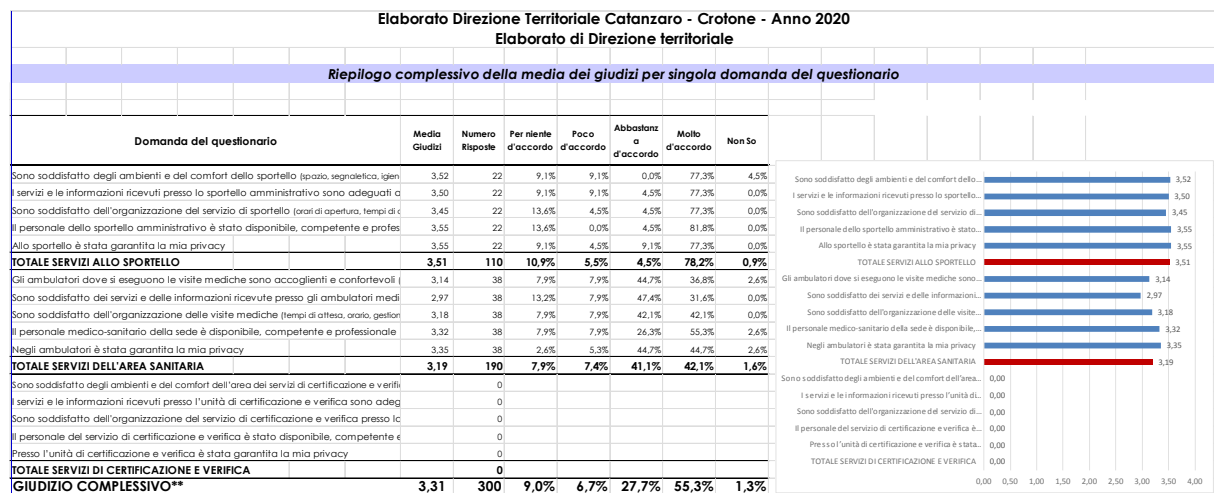 Elaborato Direzione Territoriale Catanzaro - Crotone - Anno 2020
Elaborato di Direzione territoriale
Riepilogo complessivo della media dei giudizi per singola domanda del questionario
Domanda del questionario Media Giudizi Numero Risposte Per niente d'accordo Poco d'accordo Abbastanza d'accordo Molto d'accordo Non So
Sono soddisfatto degli ambienti e del comfort dello sportello (spazio, segnaletica, igien 3,52 22 9,1% 9,1% 0,0% 77,3% 4,5%
I servizi e le informazioni ricevuti presso lo sportello amministrativo sono adeguati a 3,50 22 9,1% 9,1% 4,5% 77,3% 0,0%
Sono soddisfatto dell'organizzazione del servizio di sportello (orari di apertura, tempi di 3,45 22 13,6% 4,5% 4,5% 77,3% 0,0%
Il personale dello sportello amministrativo è stato disponibile, competente e profes 3,55 22 13,6% 0,0% 4,5% 81,8% 0,0%
Allo sportello è stata garantita la mia privacy 3,55 22 9,1% 4,5% 9,1% 77,3% 0,0%
TOTALE SERVIZI ALLO SPORTELLO 3,51 110 10,9% 5,5% 4,5% 78,2% 0,9%
Gli ambulatori dove si eseguono le visite mediche sono accoglienti e confortevoli ( 3,14 38 7,9% 7,9% 44,7% 36,8% 2,6%
Sono soddisfatto dei servizi e delle informazioni ricevute presso gli ambulatori medi 2,97 38 13,2% 7,9% 47,4% 31,6% 0,0%
Sono soddisfatto dell'organizzazione delle visite mediche (tempi di attesa, orario, gestion 3,18 38 7,9% 7,9% 42,1% 42,1% 0,0%
Il personale medico-sanitario della sede è disponibile, competente e professionale 3,32 38 7,9% 7,9% 26,3% 55,3% 2,6%
Negli ambulatori è stata garantita la mia privacy 3,35 38 2,6% 5,3% 44,7% 44,7% 2,6%
TOTALE SERVIZI DELL'AREA SANITARIA 3,19 190 7,9% 7,4% 41,1% 42,1% 1,6%
Sono soddisfatto degli ambienti e del comfort dell'area dei servizi di certificazione e verifi 0
I servizi e le informazioni ricevuti presso l'unità di certificazione e verifica sono adeg 0
Sono soddisfatto dell'organizzazione del servizio di certificazione e verifica presso lo 0
Il personale del servizio di certificazione e verifica è stato disponibile, competente e 0
Presso l'unità di certificazione e verifica è stata garantita la mia privacy 0
TOTALE SERVIZI DI CERTIFICAZIONE E VERIFICA 0
GIUDIZIO COMPLESSIVO** 3,31 300 9,0% 6,7% 27,7% 55,3% 1,3%
Sono soddisfatto degli ambienti e del comfort dello... 3,52
I servizi e le informazioni ricevuti presso lo sportello... 3,50
Sono soddisfatto dell'organizzazione del servizio di... 3,45
Il personale dello sportello amministrativo è stato... 3,55
Allo sportello è stata garantita la mia privacy 3,55
TOTALE SERVIZI ALLO SPORTELLO 3,51
Gli ambulatori dove si eseguono le visite mediche sono... 3,14
Sono soddisfatto dei servizi e delle informazioni... 2,97
Sono soddisfatto dell'organizzazione delle visite... 3,18
Il personale medico-sanitario della sede è disponibile,... 3,32
Negli ambulatori è stata garantita la mia privacy 3,35
TOTALE SERVIZI DELL'AREA SANITARIA 3,19
Sono soddisfatto degli ambienti e del comfort dell'area... 0,00
I servizi e le informazioni ricevuti presso l'unità di... 0,00
Sono soddisfatto dell'organizzazione del servizio di... 0,00
Il personale del servizio di certificazione e verifica è... 0,00
Presso l'unità di certificazione e verifica è stata... 0,00
TOTALE SERVIZI DI CERTIFICAZIONE E VERIFICA 0,00
0,00 0,50 1,00 1,50 2,00 2,50 3,00 3,50 4,00